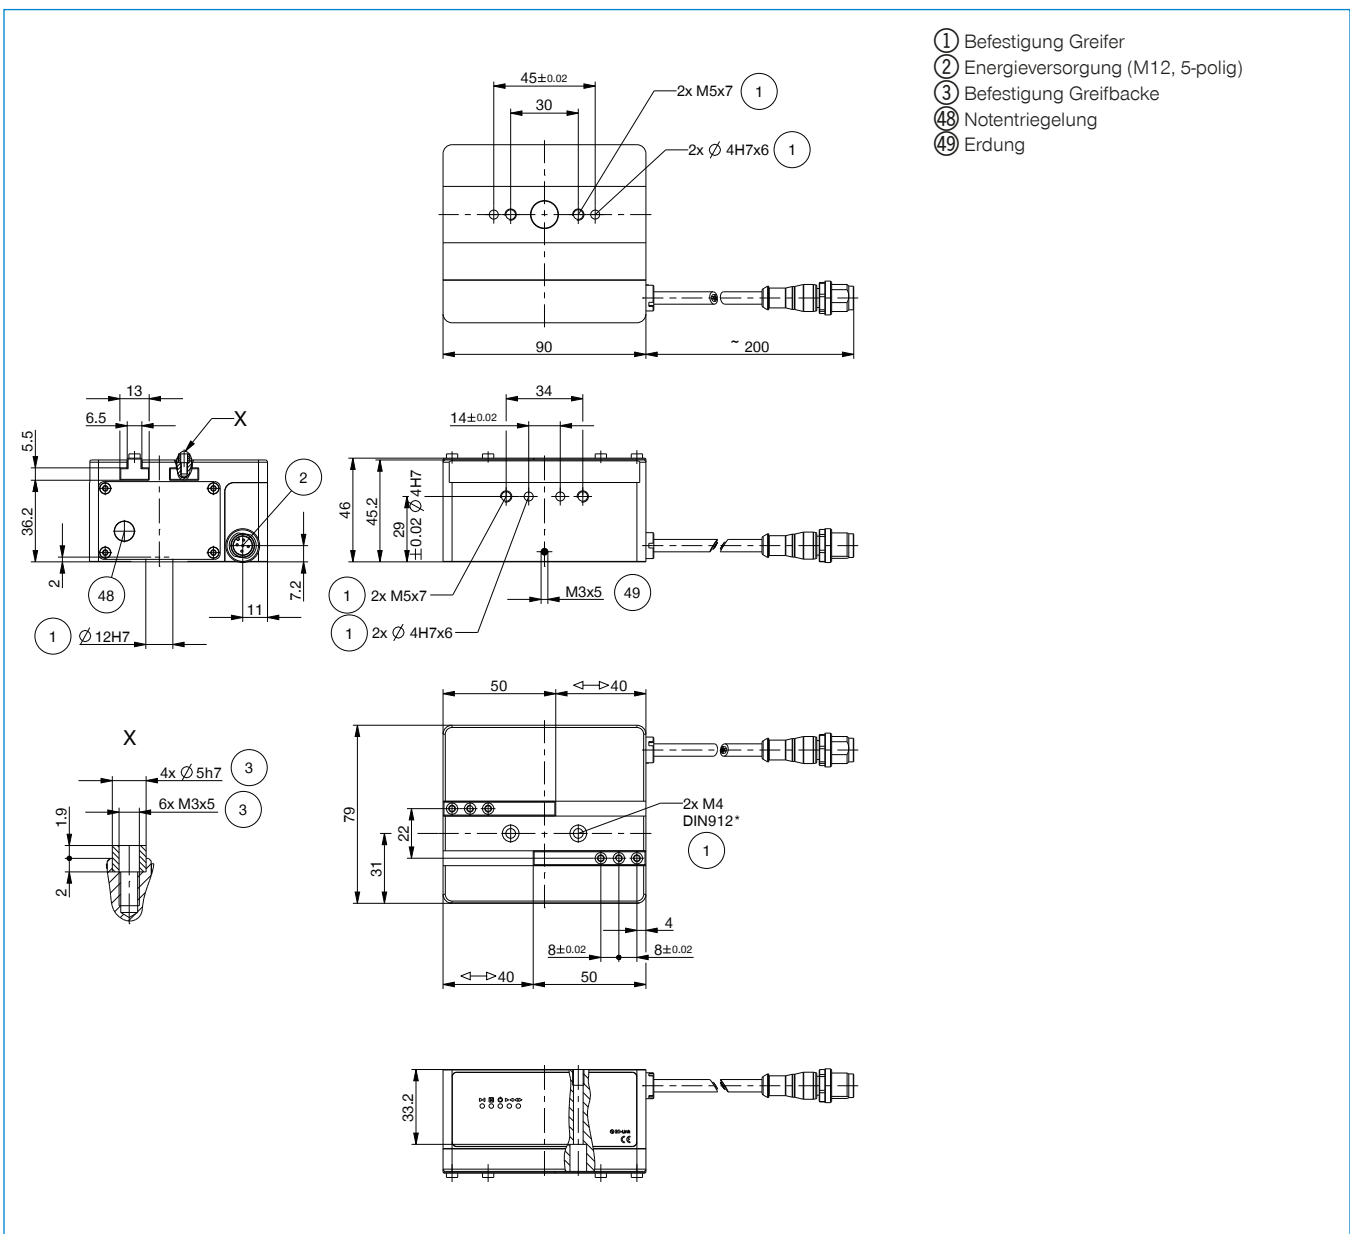 ① Befestigung Greifer
② Energieversorgung (M12, 5-polig)
③ Befestigung Greifbacke
㊽ Notentriegelung
㊾ Erdung
45±0.02
30
2x M5x7 1
2x ∅ 4H7x6 1
90
~ 200
13
6.5
X
5.5
36.2
2
2
48
7.2
11
1 ∅ 12H7
34
14±0.02
46
45.2
29
±0.02 ∅ 4H7
1 2x M5x7
M3x5 49
1 2x ∅ 4H7x6
X
4x ∅ 5h7 3
6x M3x5 3
1.9
2
50
40
79
22
31
2x M4
DIN912*
1
4
8±0.02
8±0.02
40
50
33.2
CE